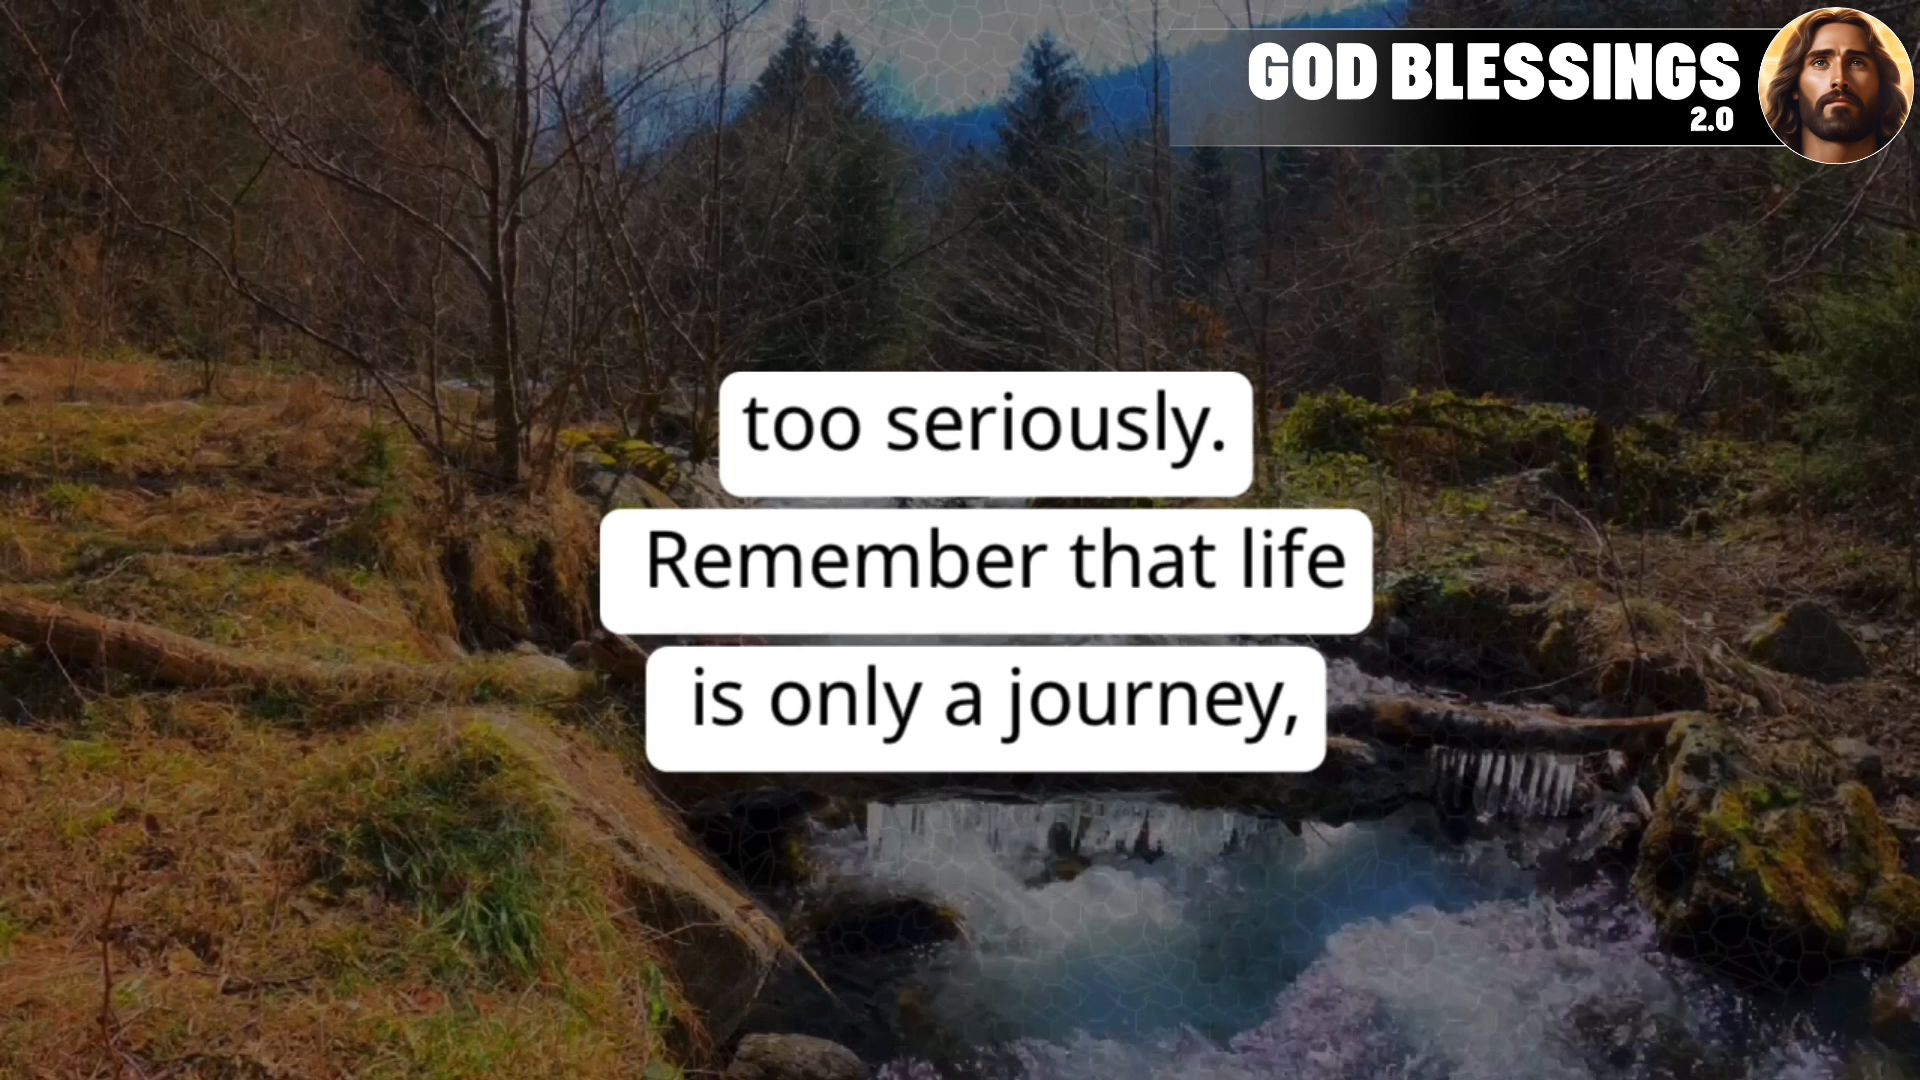 GOD BLESSINGS
2.0
too seriously.
Remember that life
is only a journey,